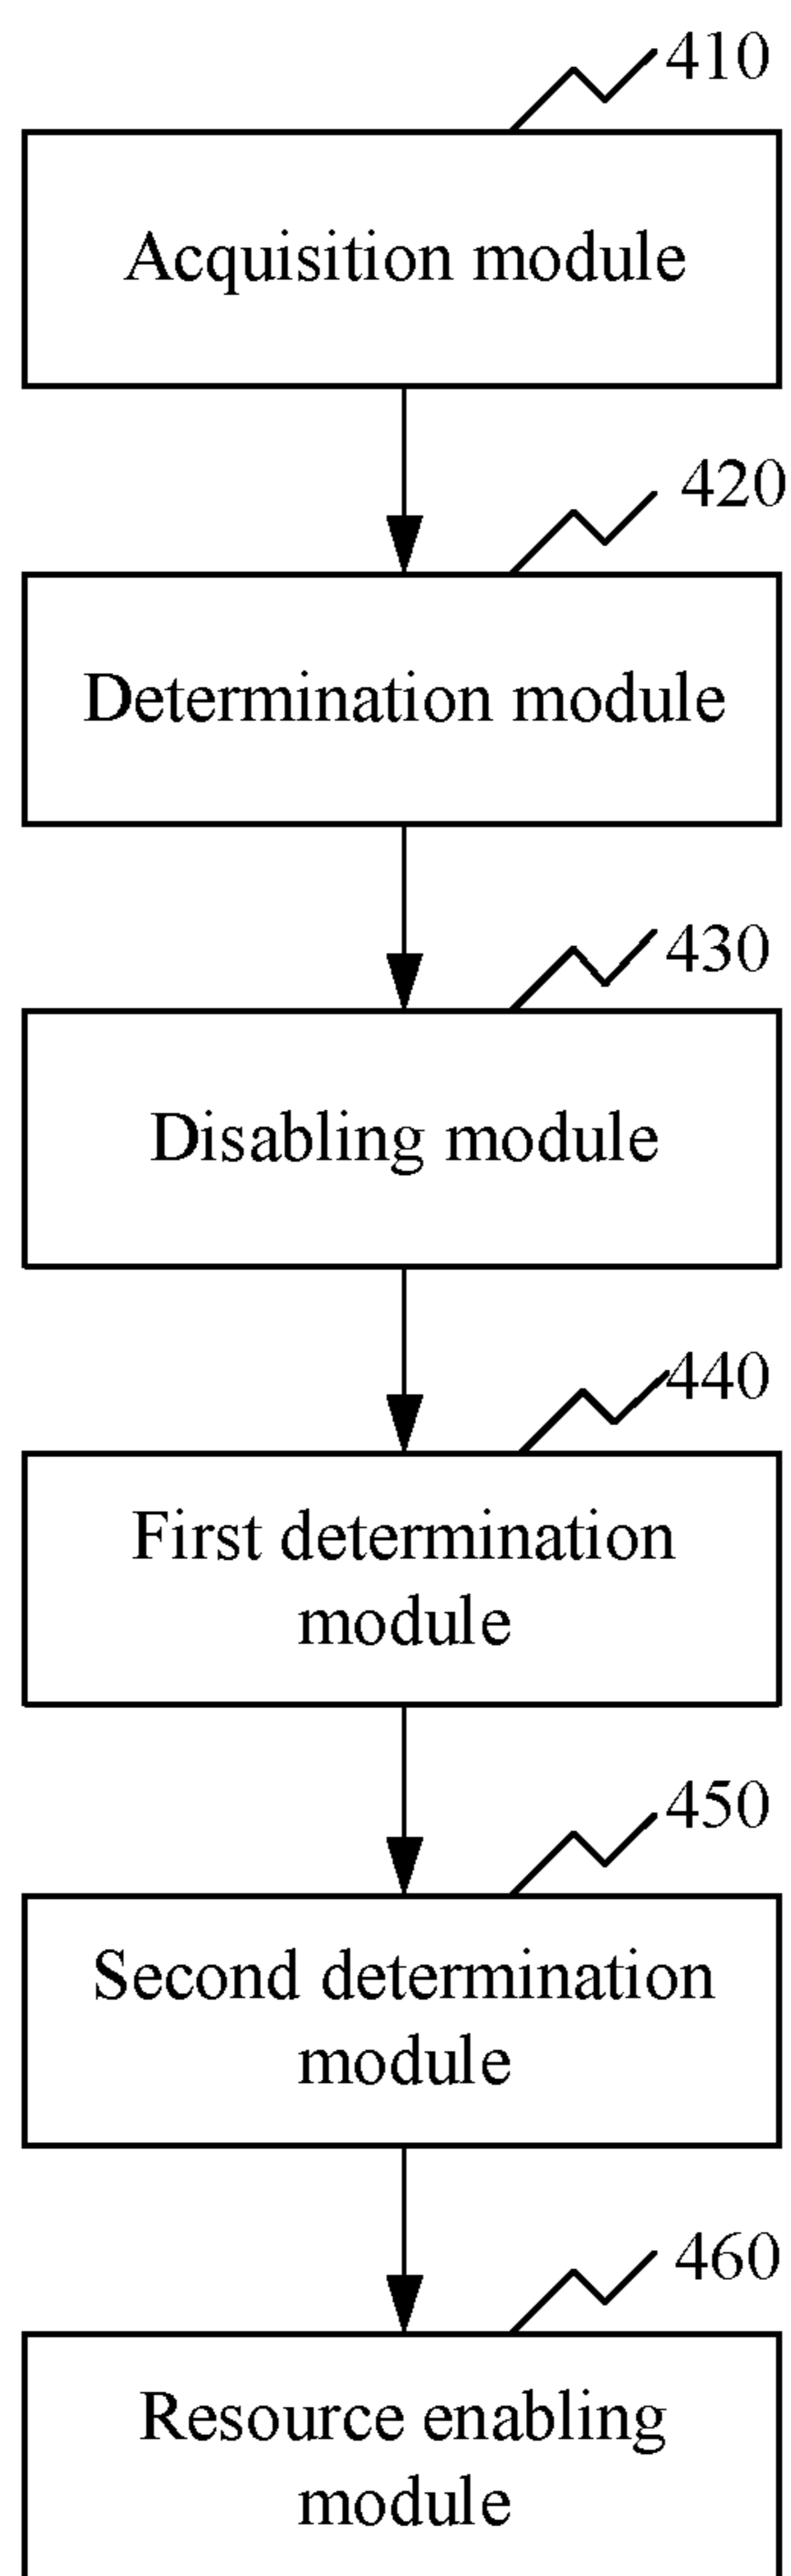 410
Acquisition module
420
Determination module
430
Disabling module
440
First determination
module
450
Second determination
module
460
Resource enabling
module